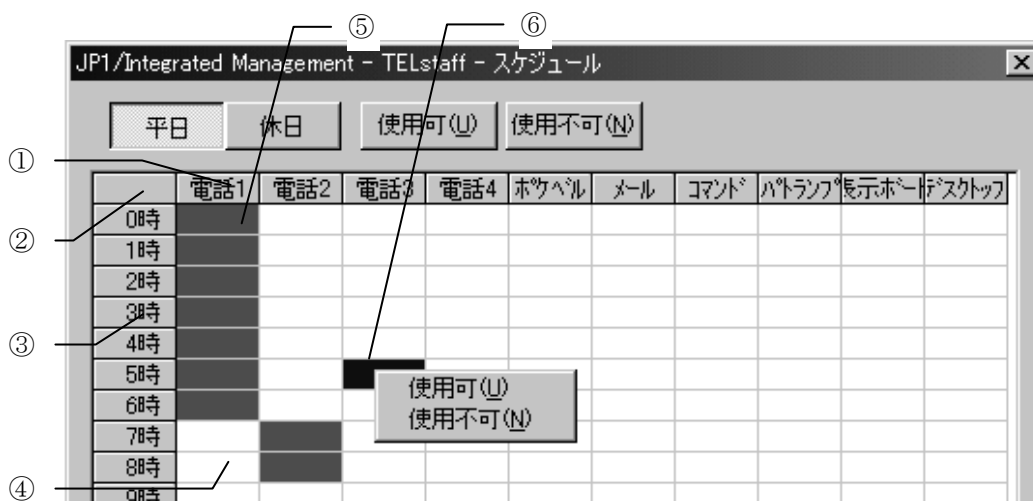 ⑤ ⑥
JP1/Integrated Management - TELstaff - スケジュール
平日 休日 使用可(U) 使用不可(N)
①
電話1 電話2 電話3 電話4 ポケベル メール コマンド パトランプ 表示ボード デスクトップ
0時
②
1時
2時
3時
③
4時
5時
使用可(U)
6時
使用不可(N)
7時
8時
④
9時